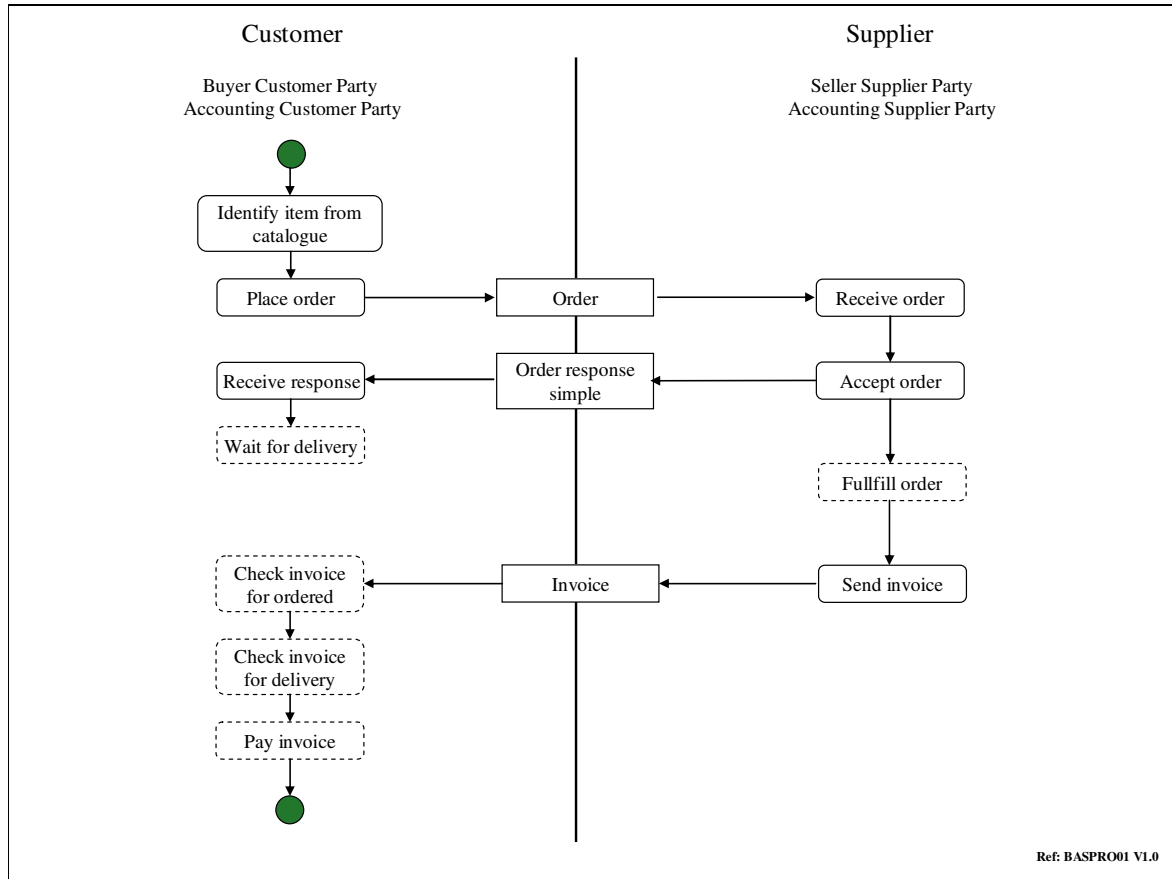 Customer
Supplier
Buyer Customer Party
Accounting Customer Party
Seller Supplier Party
Accounting Supplier Party
Identify item from
catalogue
Place order
Order
Receive order
Receive response
Order response
simple
Accept order
Wait for delivery
Fullfill order
Check invoice
for ordered
Invoice
Send invoice
Check invoice
for delivery
Pay invoice
Ref: BASPRO01 V1.0